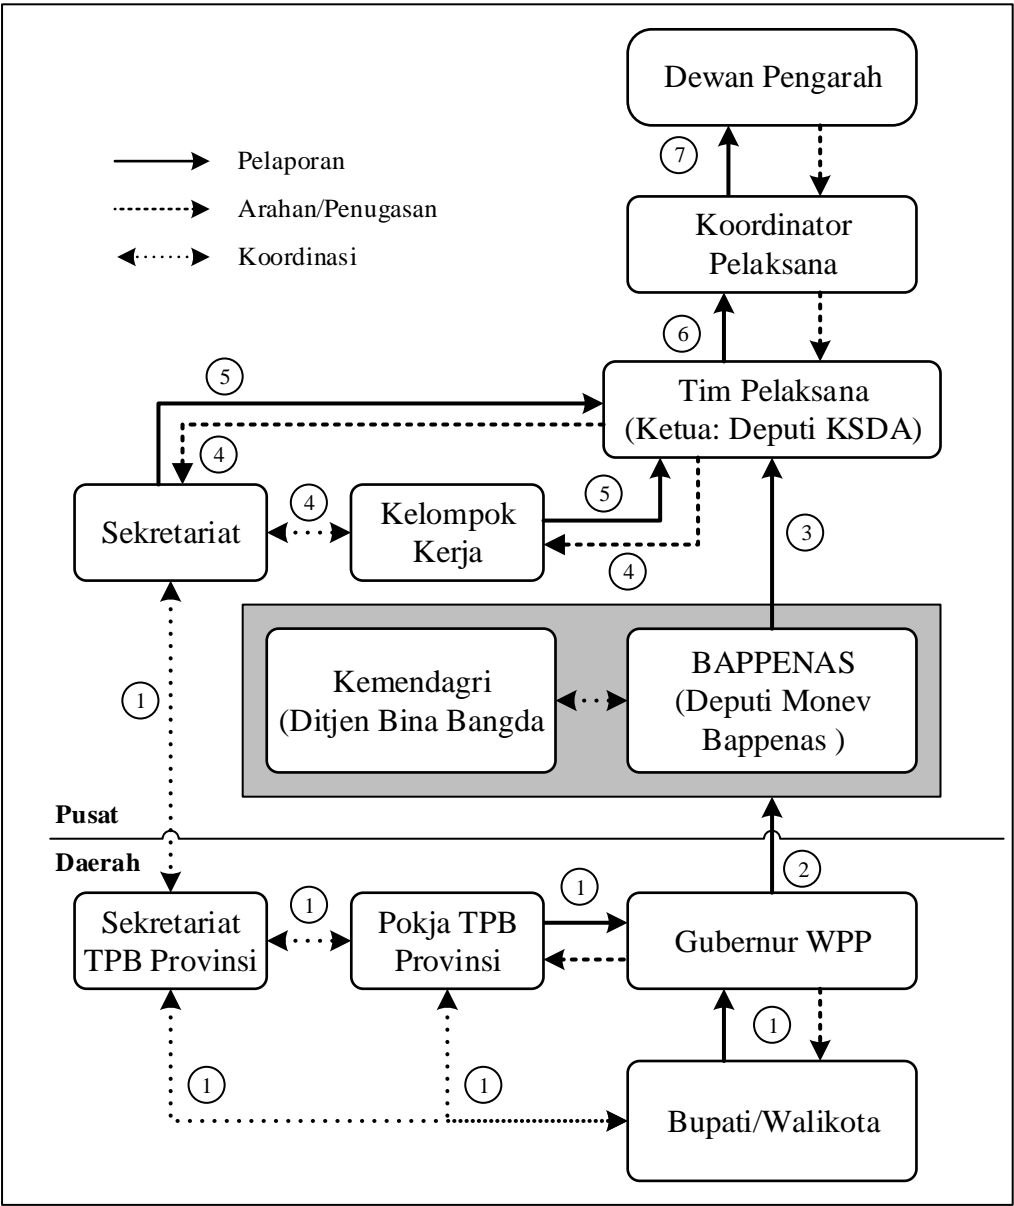 Dewan Pengarah
7
Pelaporan
Arahan/Penugasan
Koordinasi
Koordinator
Pelaksana
6
5
Tim Pelaksana
(Ketua: Deputi KSDA)
4
Sekretariat
4
Kelompok
Kerja
5
4
3
Kemendagri
(Ditjen Bina Bangda
BAPPENAS
(Deputi Monev
Bappenas )
1
Pusat
Daerah
2
Sekretariat
TPB Provinsi
1
Pokja TPB
Provinsi
1
Gubernur WPP
1
1
1
Bupati/Walikota